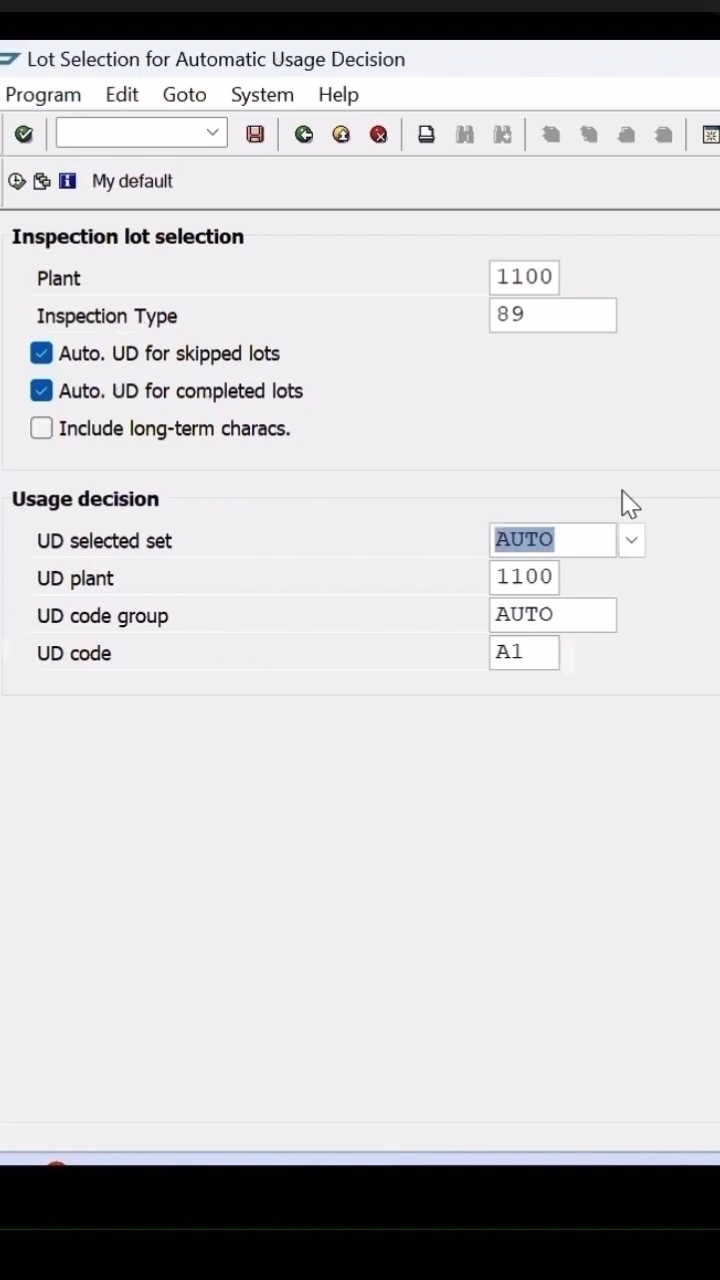 Lot Selection for Automatic Usage Decision
Program Edit Goto System Help
My default
Inspection lot selection
Plant 1100
Inspection Type 89
Auto. UD for skipped lots
Auto. UD for completed lots
Include long-term characs.
Usage decision
UD selected set AUTO
UD plant 1100
UD code group AUTO
UD code A1